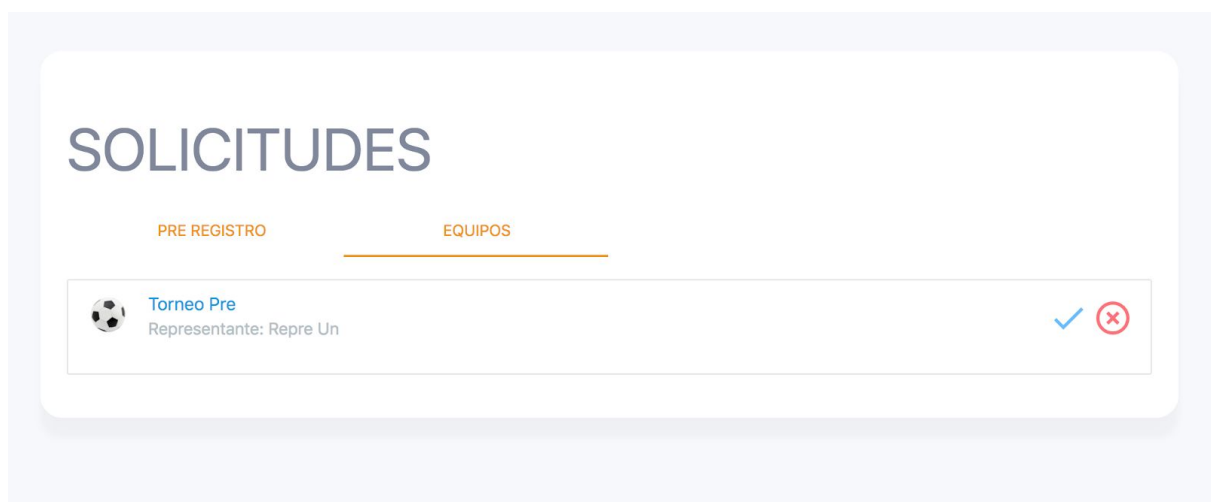 SOLICITUDES
PRE REGISTRO
EQUIPOS
Torneo Pre
Representante: Repre Un